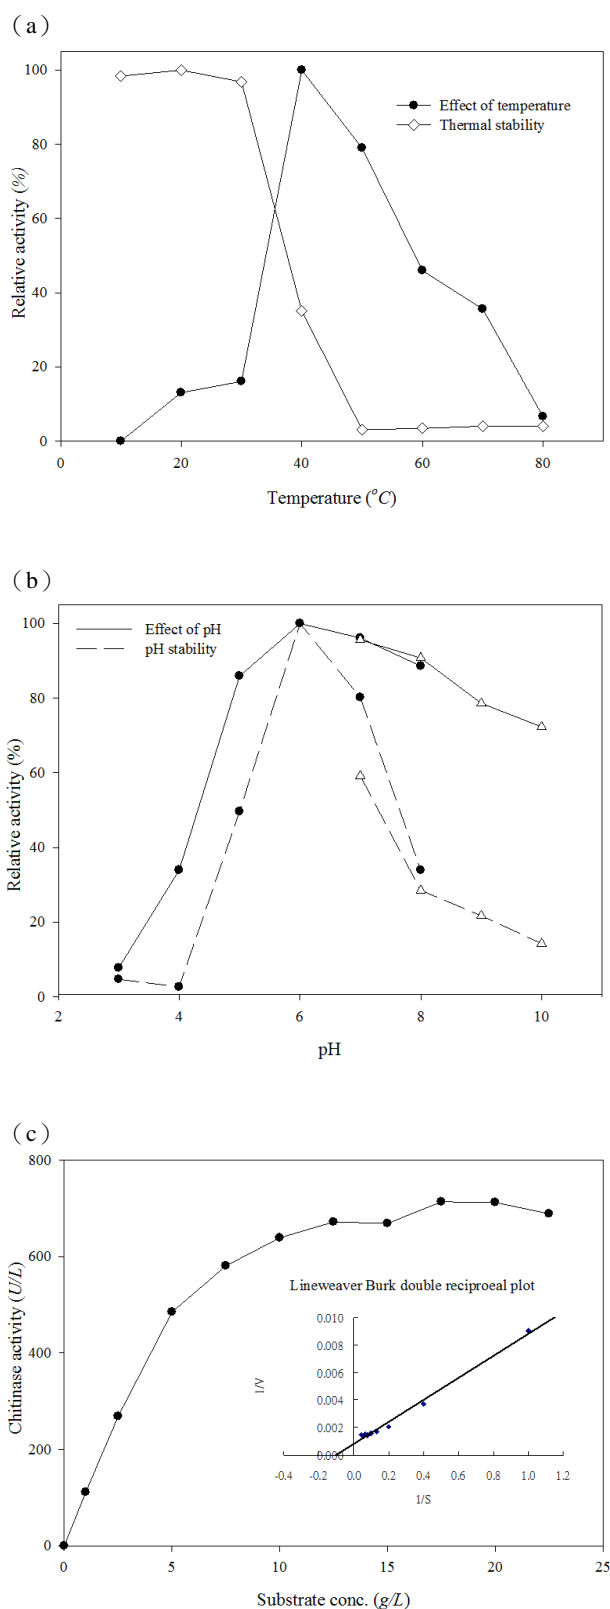 （a）
100
80
60
40
20
0
Relative activity (%)
Effect of temperature
Thermal stability
0 20 40 60 80
Temperature (°C)
（b）
100
80
60
40
20
0
Relative activity (%)
Effect of pH
pH stability
2 4 6 8 10
pH
（c）
800
600
400
200
0
Chitinase activity (U/L)
Lineweaver Burk double reciproeal plot
0.010
0.008
0.006
0.004
0.002
0.000
1/V
-0.4 -0.2 0.0 0.2 0.4 0.6 0.8 1.0 1.2
1/S
0 5 10 15 20 25
Substrate conc. (g/L)